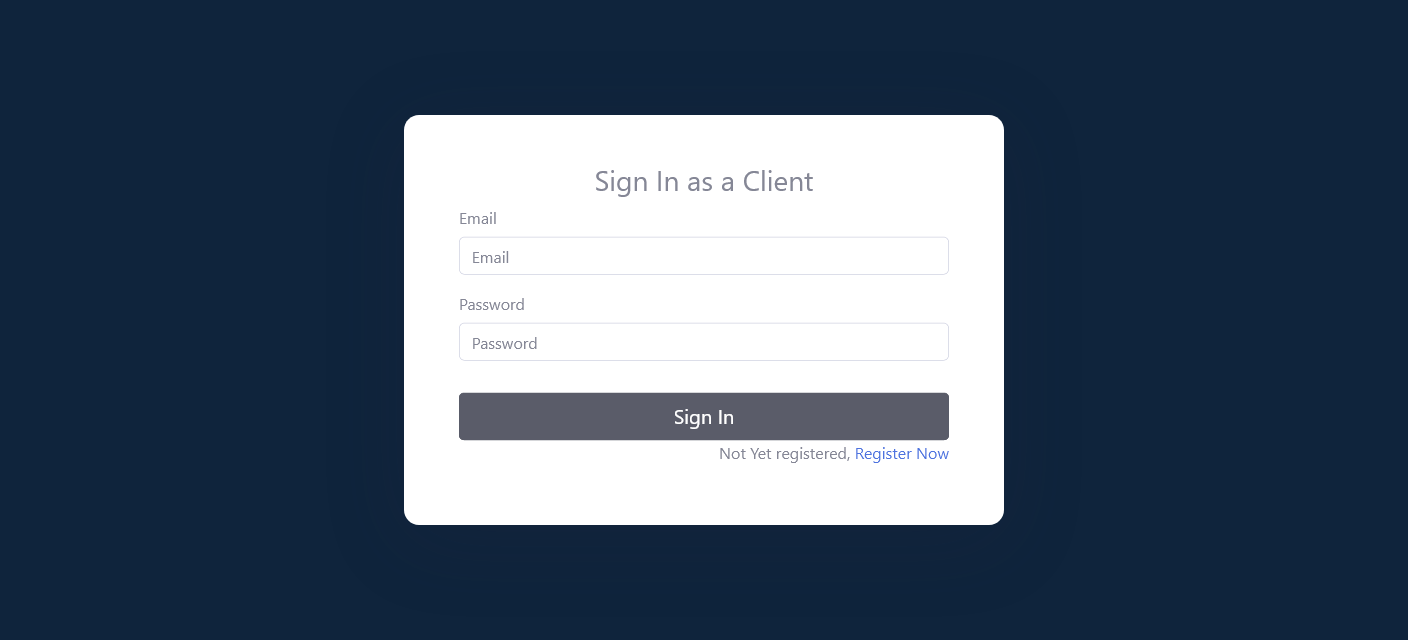 Sign In as a Client
Email
Email
Password
Password
Sign In
Not Yet registered, Register Now